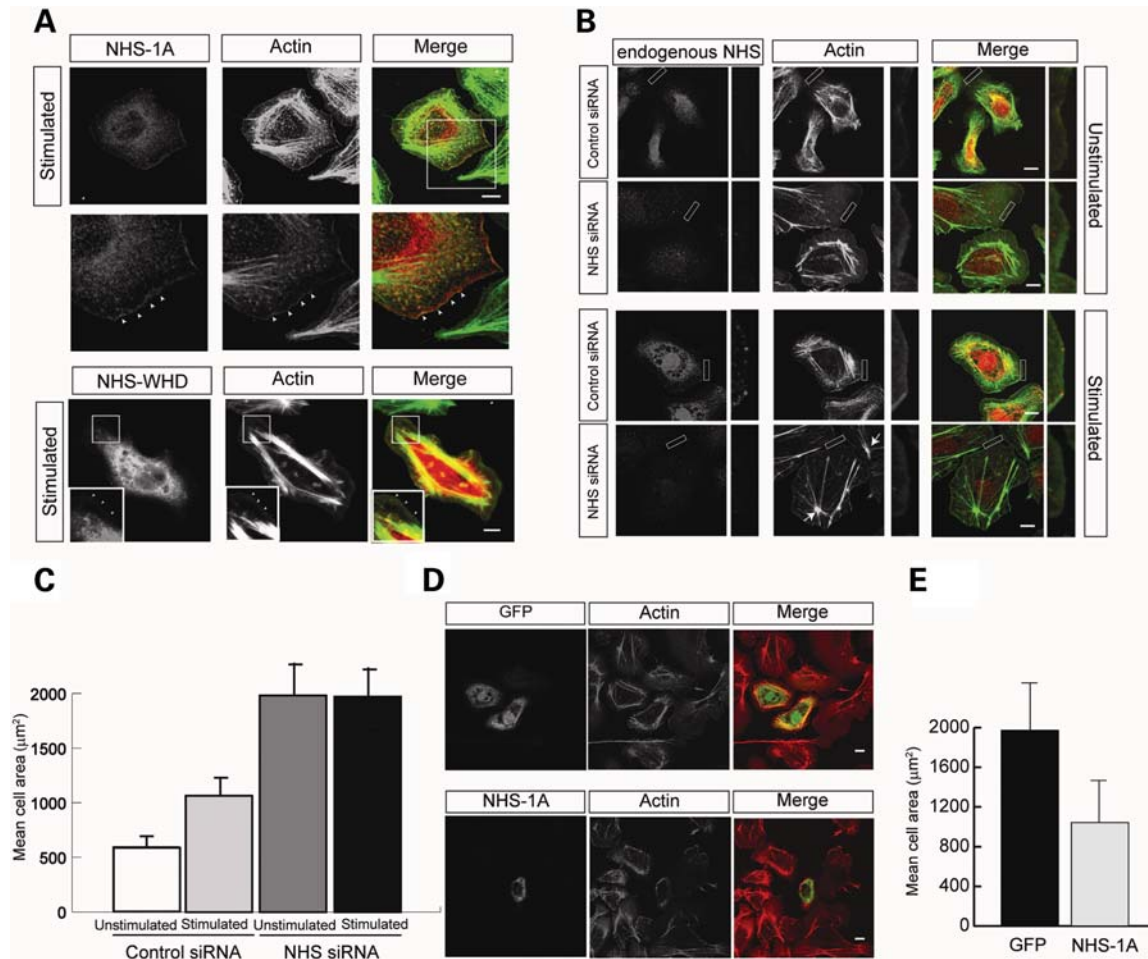 A
NHS-1A
Actin
Merge
Stimulated
NHS-WHD
Actin
Merge
Stimulated
B
endogenous NHS
Actin
Merge
Control siRNA
NHS siRNA
Unstimulated
Control siRNA
NHS siRNA
Stimulated
C
Mean cell area (μm²)
2000
1500
1000
500
0
Unstimulated Stimulated Unstimulated Stimulated
Control siRNA NHS siRNA
D
GFP
Actin
Merge
NHS-1A
Actin
Merge
E
Mean cell area (μm²)
2000
1600
1200
800
400
0
GFP NHS-1A